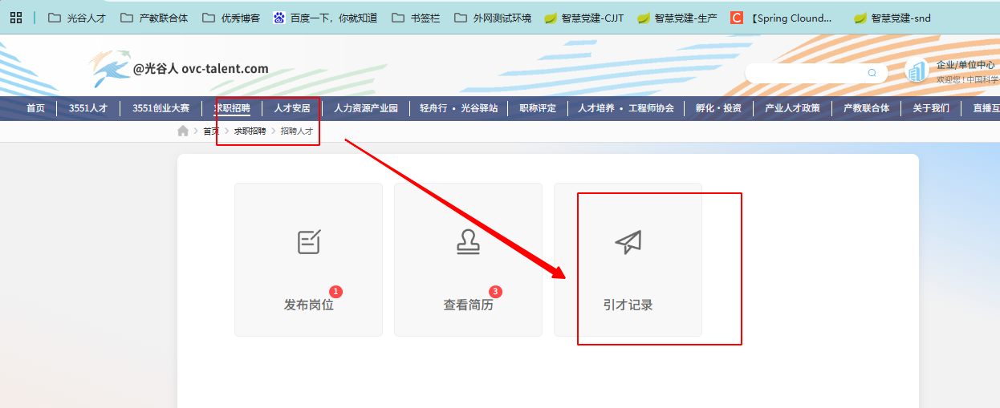 光谷人才 产教联合体 优秀博客 百度一下，你就知道 书签栏 外网测试环境 智慧党建-CJJT 智慧党建-生产 【Spring Clound... 智慧党建-snd
@光谷人 ovc-talent.com
企业/单位中心
欢迎您！中国科学
首页 3551人才 3551创业大赛 求职招聘 人才安居 人力资源产业园 轻舟行 • 光谷驿站 职称评定 人才培养 • 工程师协会 孵化 • 投资 产业人才政策 产教联合体 关于我们 直播互
首页 求职招聘 招聘人才
1
发布岗位
3
查看简历
引才记录